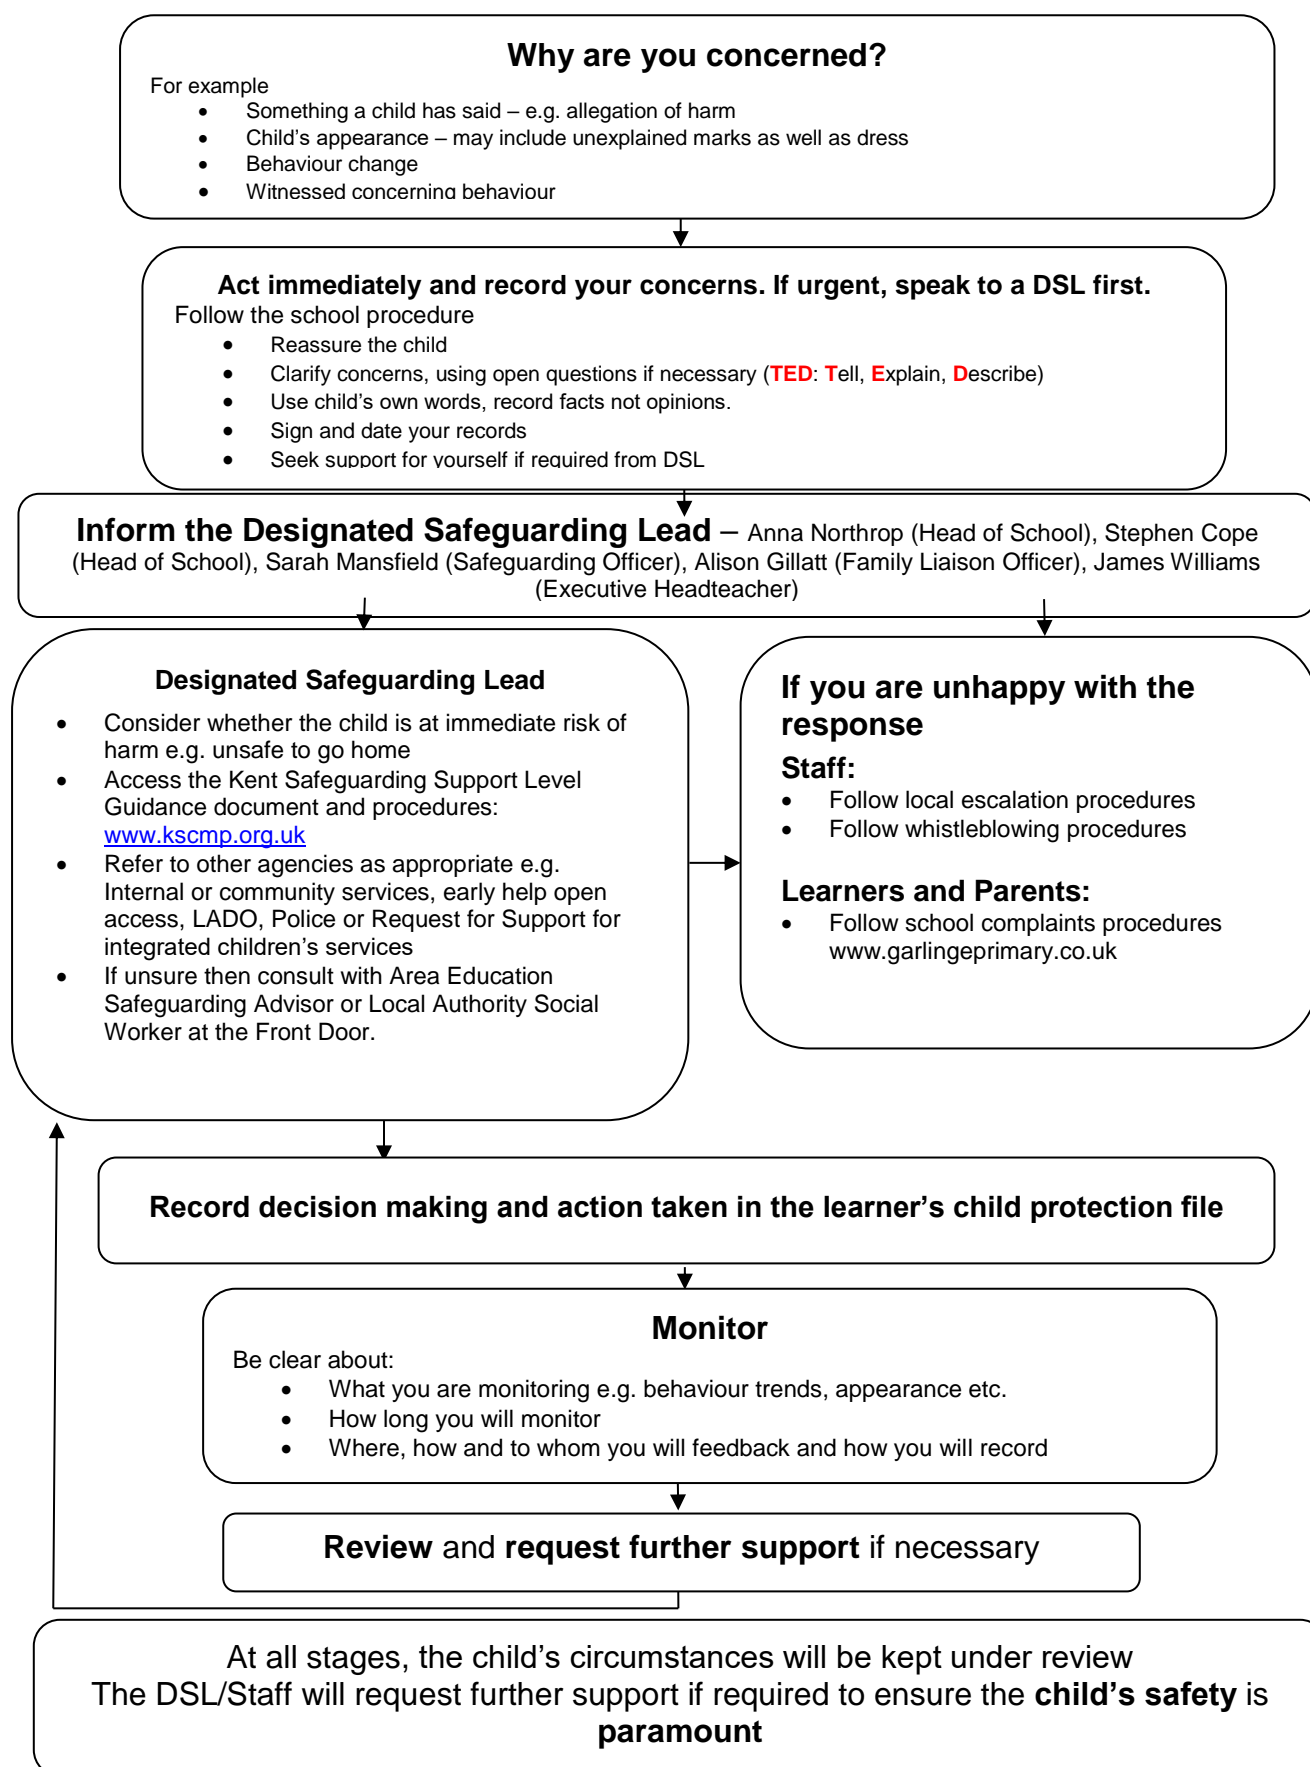 Why are you concerned?
For example
• Something a child has said – e.g. allegation of harm
• Child's appearance – may include unexplained marks as well as dress
• Behaviour change
• Witnessed concerning behaviour
Act immediately and record your concerns. If urgent, speak to a DSL first.
Follow the school procedure
• Reassure the child
• Clarify concerns, using open questions if necessary (TED: Tell, Explain, Describe)
• Use child's own words, record facts not opinions.
• Sign and date your records
• Seek support for yourself if required from DSL
Inform the Designated Safeguarding Lead – Anna Northrop (Head of School), Stephen Cope
(Head of School), Sarah Mansfield (Safeguarding Officer), Alison Gillatt (Family Liaison Officer), James Williams
(Executive Headteacher)
Designated Safeguarding Lead
• Consider whether the child is at immediate risk of
harm e.g. unsafe to go home
• Access the Kent Safeguarding Support Level
Guidance document and procedures:
www.kscmp.org.uk
• Refer to other agencies as appropriate e.g.
Internal or community services, early help open
access, LADO, Police or Request for Support for
integrated children's services
• If unsure then consult with Area Education
Safeguarding Advisor or Local Authority Social
Worker at the Front Door.
If you are unhappy with the
response
Staff:
• Follow local escalation procedures
• Follow whistleblowing procedures
Learners and Parents:
• Follow school complaints procedures
www.garlingeprimary.co.uk
Record decision making and action taken in the learner's child protection file
Monitor
Be clear about:
• What you are monitoring e.g. behaviour trends, appearance etc.
• How long you will monitor
• Where, how and to whom you will feedback and how you will record
Review and request further support if necessary
At all stages, the child's circumstances will be kept under review
The DSL/Staff will request further support if required to ensure the child's safety is
paramount